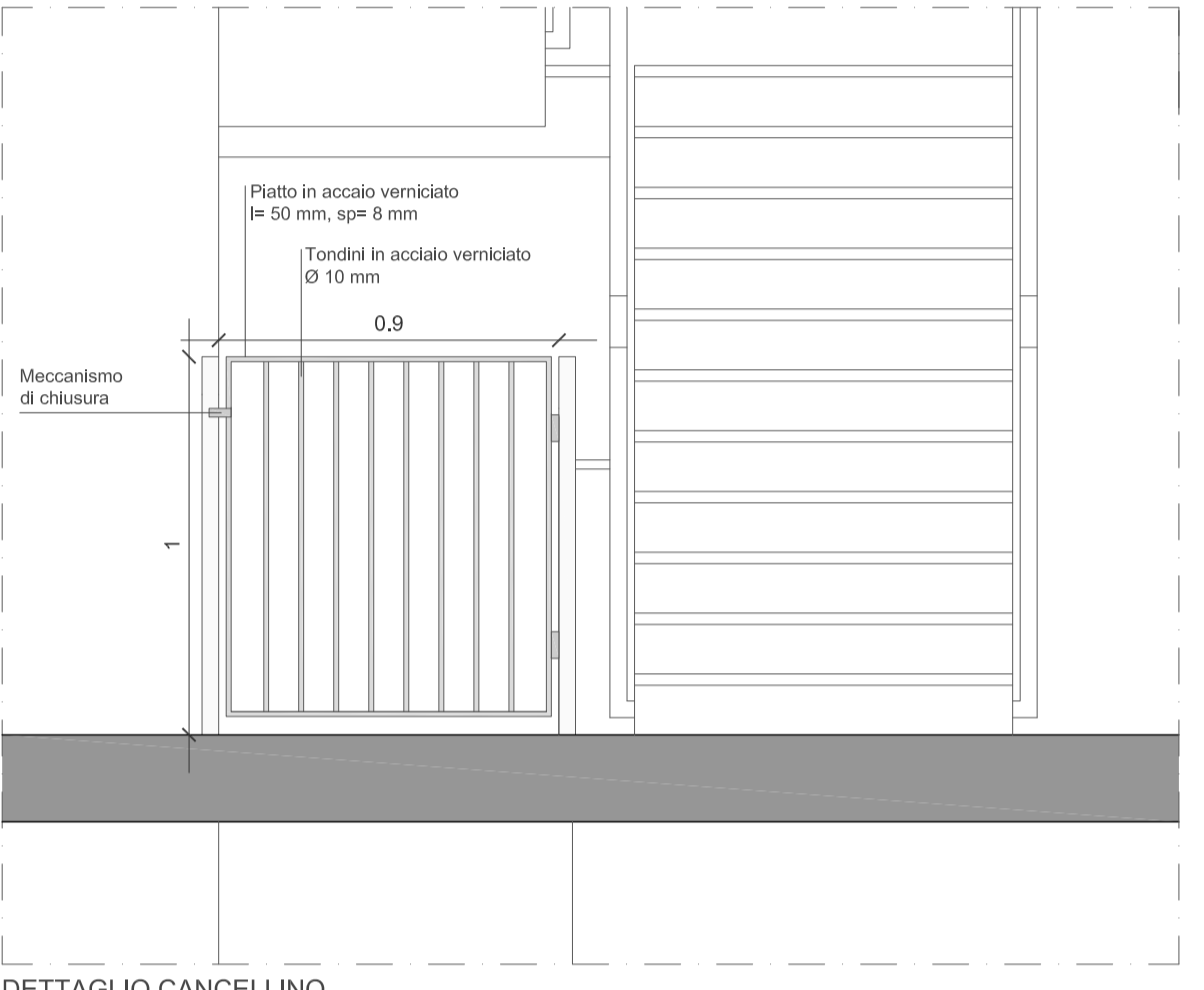 Piatto in accaio verniciato
l= 50 mm, sp= 8 mm
Tondini in acciaio verniciato
Ø 10 mm
0.9
Meccanismo
di chiusura
1
DETTAGLIO CANCELLINO